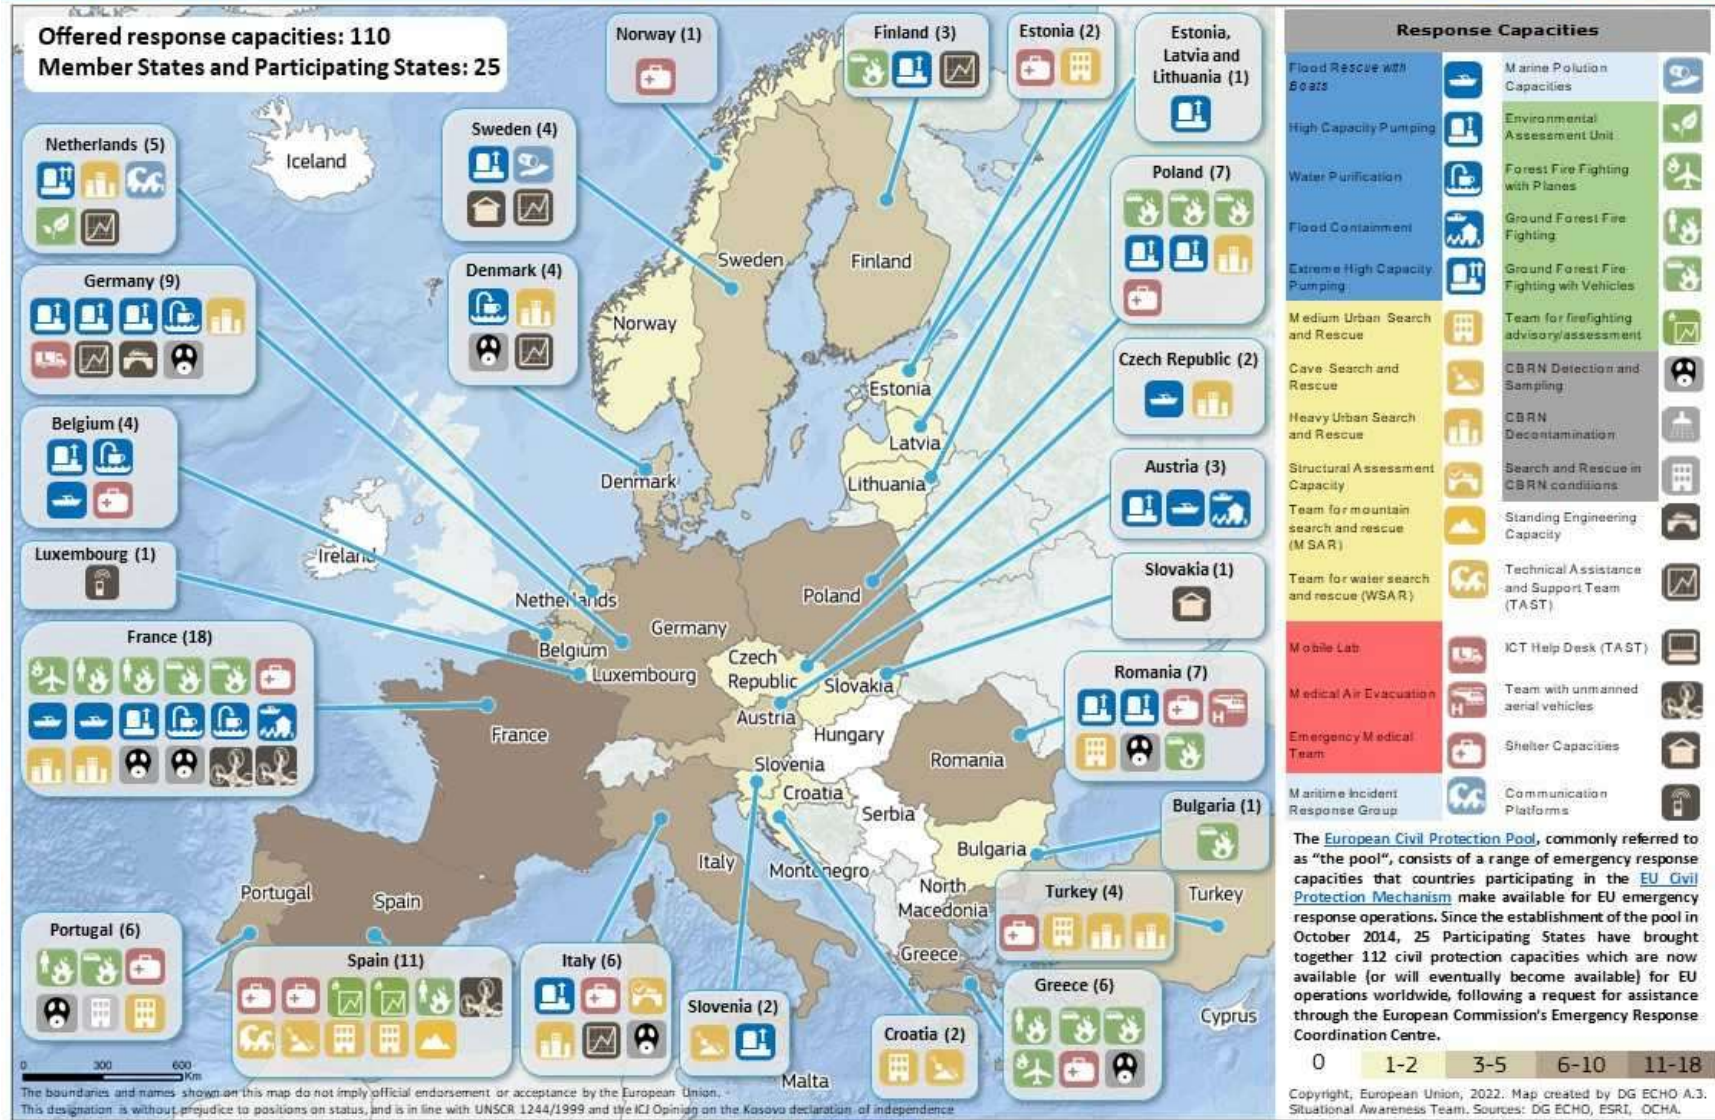 Offered response capacities: 110
Member States and Participating States: 25
Norway (1)
Finland (3)
Estonia (2)
Estonia,
Latvia and
Lithuania (1)
Netherlands (5)
Sweden (4)
Poland (7)
Germany (9)
Denmark (4)
Czech Republic (2)
Belgium (4)
Austria (3)
Luxembourg (1)
Slovakia (1)
France (18)
Romania (7)
Bulgaria (1)
Turkey (4)
Portugal (6)
Spain (11)
Italy (6)
Slovenia (2)
Croatia (2)
Greece (6)
Iceland
Sweden
Finland
Norway
Estonia
Latvia
Denmark
Lithuania
Ireland
Netherlands
Poland
Germany
Belgium
Czech
Republic
Luxembourg
Slovakia
Austria
France
Hungary
Slovenia
Romania
Croatia
Serbia
Italy
Montenegro
Bulgaria
North
Macedonia
Turkey
Portugal
Spain
Greece
Cyprus
Malta
0 300 600
Km
The boundaries and names shown on this map do not imply official endorsement or acceptance by the European Union. -
This designation is without prejudice to positions on status, and is in line with UNSCR 1244/1999 and the ICJ Opinion on the Kosovo declaration of independence
Response Capacities
Flood Rescue with
Boats
High Capacity Pumping
Water Purification
Flood Containment
Extreme High Capacity
Pumping
Medium Urban Search
and Rescue
Cave Search and
Rescue
Heavy Urban Search
and Rescue
Structural Assessment
Capacity
Team for mountain
search and rescue
(MSAR)
Team for water search
and rescue (WSAR)
Mobile Lab
Medical Air Evacuation
H
Emergency Medical
Team
Maritime Incident
Response Group
Marine Polution
Capacities
Environmental
Assessment Unit
Forest Fire Fighting
with Planes
Ground Forest Fire
Fighting
Ground Forest Fire
Fighting wih Vehicles
Team for firefighting
advisory/assessment
CBRN Detection and
Sampling
CBRN
Decontamination
Search and Rescue in
CBRN conditions
Standing Engineering
Capacity
Technical Assistance
and Support Team
(TAST)
ICT Help Desk (TAST)
Team with unmanned
aerial vehicles
Shelter Capacities
Communication
Platforms
The European Civil Protection Pool, commonly referred to
as “the pool“, consists of a range of emergency response
capacities that countries participating in the EU Civil
Protection Mechanism make available for EU emergency
response operations. Since the establishment of the pool in
October 2014, 25 Participating States have brought
together 112 civil protection capacities which are now
available (or will eventually become available) for EU
operations worldwide, following a request for assistance
through the European Commission's Emergency Response
Coordination Centre.
0 1-2 3-5 6-10 11-18
Copyright, European Union, 2022. Map created by DG ECHO A.3.
Situational Awareness Team. Sources: DG ECHO, ESRI, OCHA.